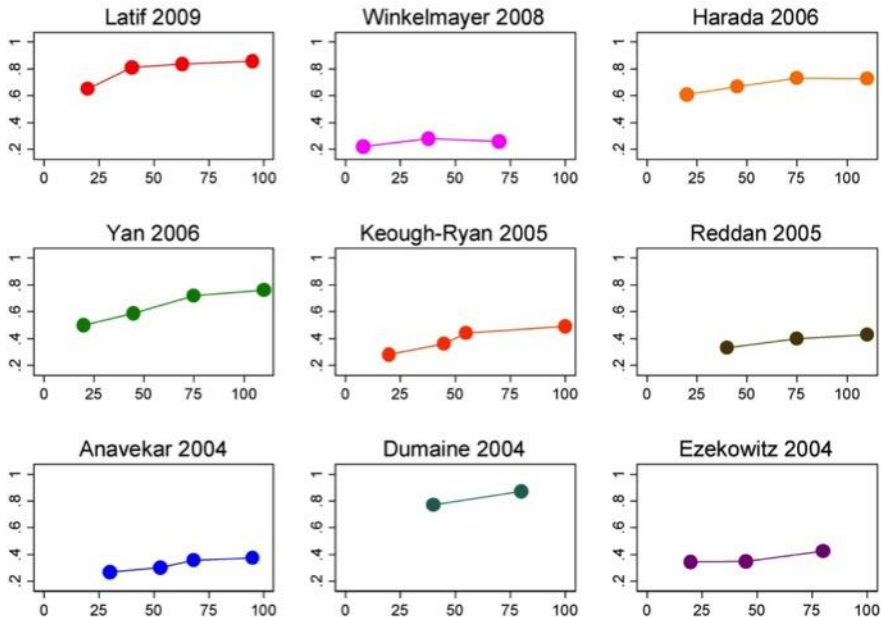 Latif 2009 Winkelmayer 2008 Harada 2006
1 1 1
.8 .8 .8
.6 .6 .6
.4 .4 .4
.2 .2 .2
0 25 50 75 100 0 25 50 75 100 0 25 50 75 100
Yan 2006 Keough-Ryan 2005 Reddan 2005
1 1 1
.8 .8 .8
.6 .6 .6
.4 .4 .4
.2 .2 .2
0 25 50 75 100 0 25 50 75 100 0 25 50 75 100
Anavekar 2004 Dumaine 2004 Ezekowitz 2004
1 1 1
.8 .8 .8
.6 .6 .6
.4 .4 .4
.2 .2 .2
0 25 50 75 100 0 25 50 75 100 0 25 50 75 100